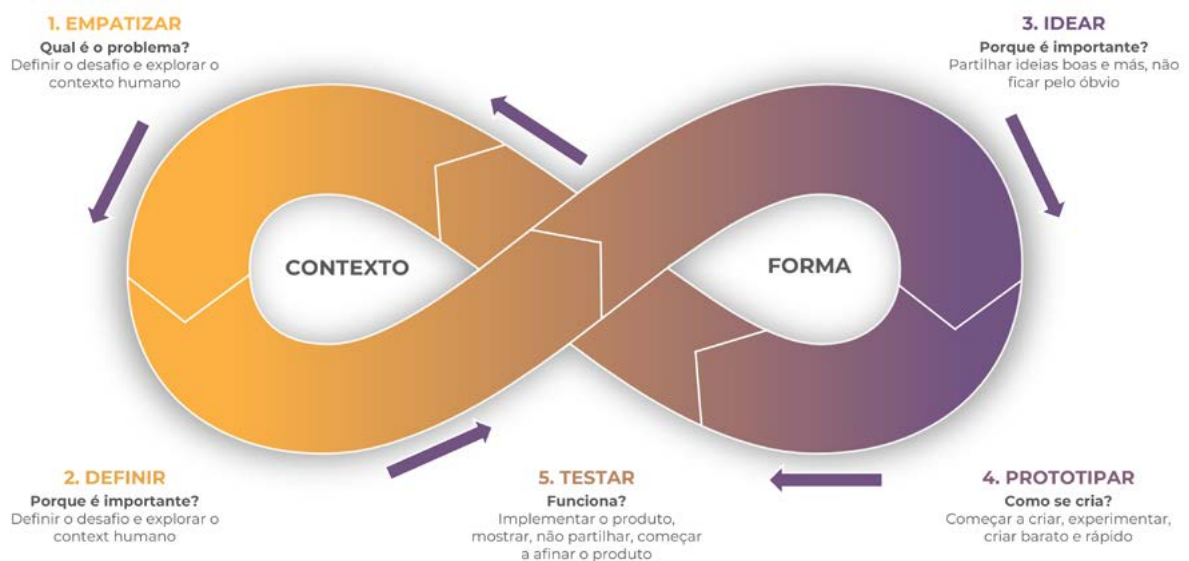 1. EMPATIZAR
Qual é o problema?
Definir o desafio e explorar o
contexto humano
3. IDEAR
Porque é importante?
Partilhar ideias boas e más, não
ficar pelo óbvio
CONTEXTO
FORMA
2. DEFINIR
Porque é importante?
Definir o desafio e explorar o
context humano
5. TESTAR
Funciona?
Implementar o produto,
mostrar, não partilhar, começar
a afinar o produto
4. PROTOTIPAR
Como se cria?
Começar a criar, experimentar,
criar barato e rápido